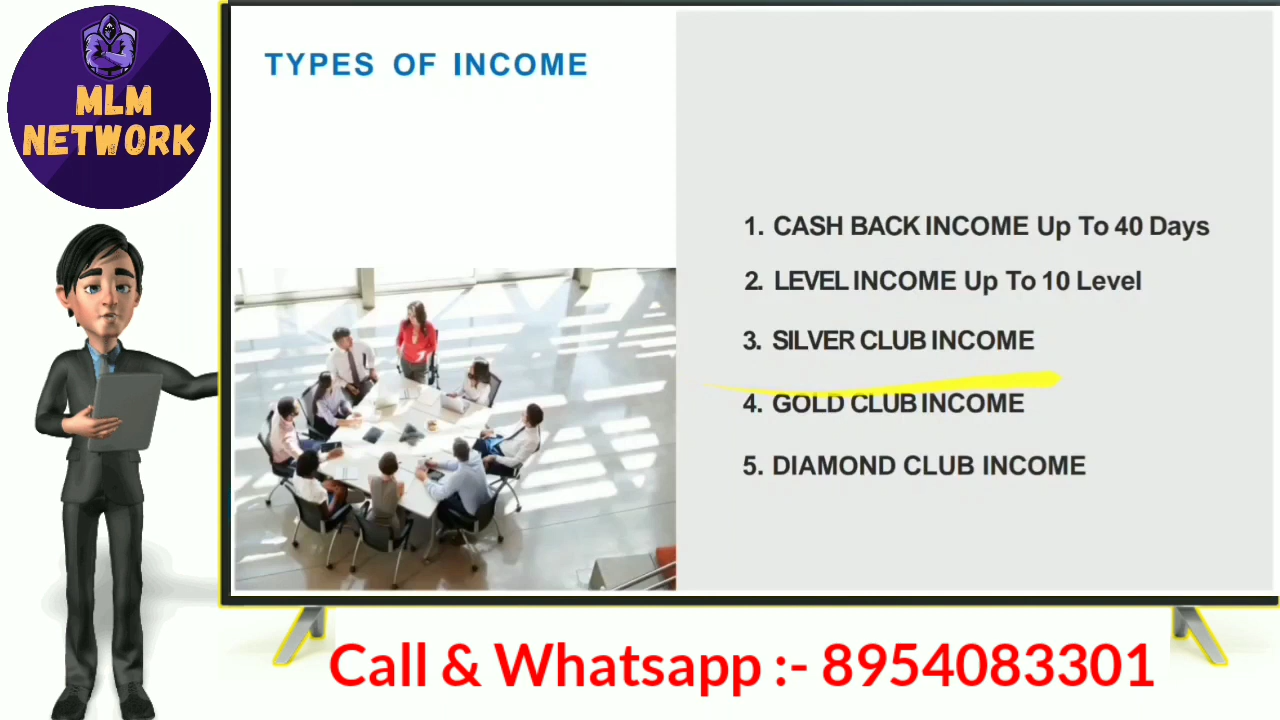 MLM
NETWORK
TYPES OF INCOME
1. CASH BACK INCOME Up To 40 Days
2. LEVEL INCOME Up To 10 Level
3. SILVER CLUB INCOME
4. GOLD CLUB INCOME
5. DIAMOND CLUB INCOME
Call & Whatsapp :- 8954083301